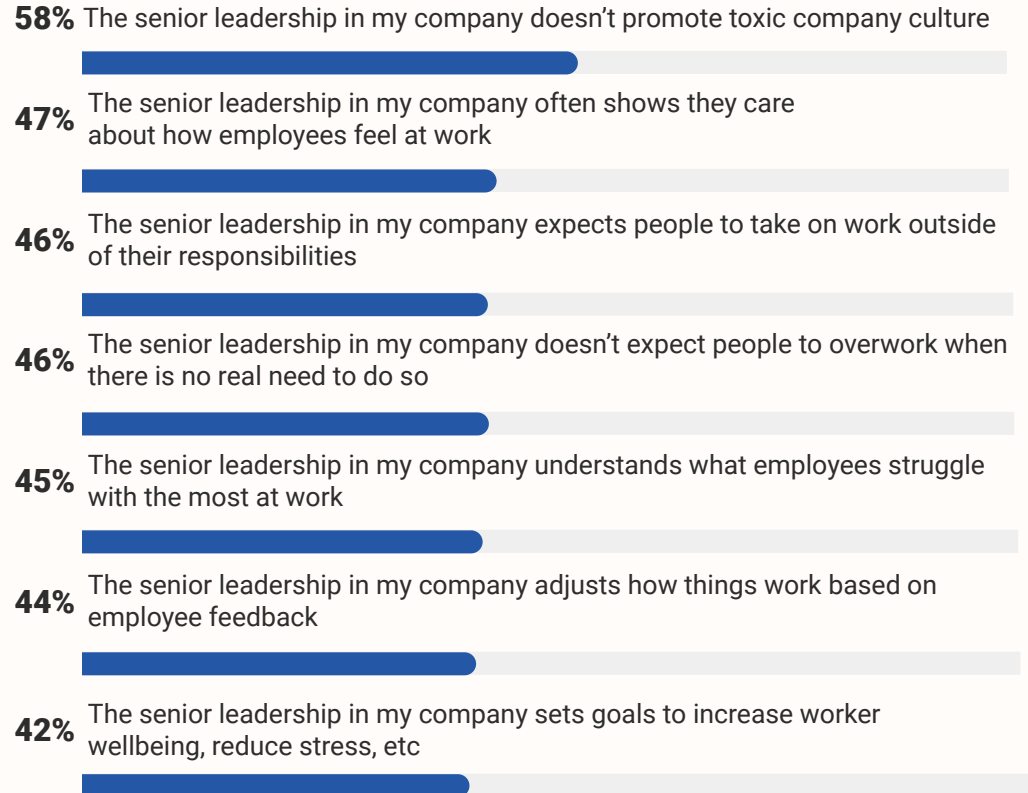 58% The senior leadership in my company doesn’t promote toxic company culture
47% The senior leadership in my company often shows they care
about how employees feel at work
46% The senior leadership in my company expects people to take on work outside
of their responsibilities
46% The senior leadership in my company doesn’t expect people to overwork when
there is no real need to do so
45% The senior leadership in my company understands what employees struggle
with the most at work
44% The senior leadership in my company adjusts how things work based on
employee feedback
42% The senior leadership in my company sets goals to increase worker
wellbeing, reduce stress, etc